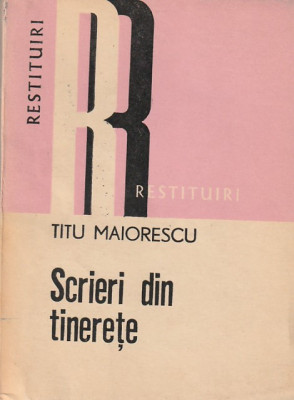 RESTITUIRI
R
RESTITUIRI
TITU MAIORESCU
Scrieri din
tinerețe